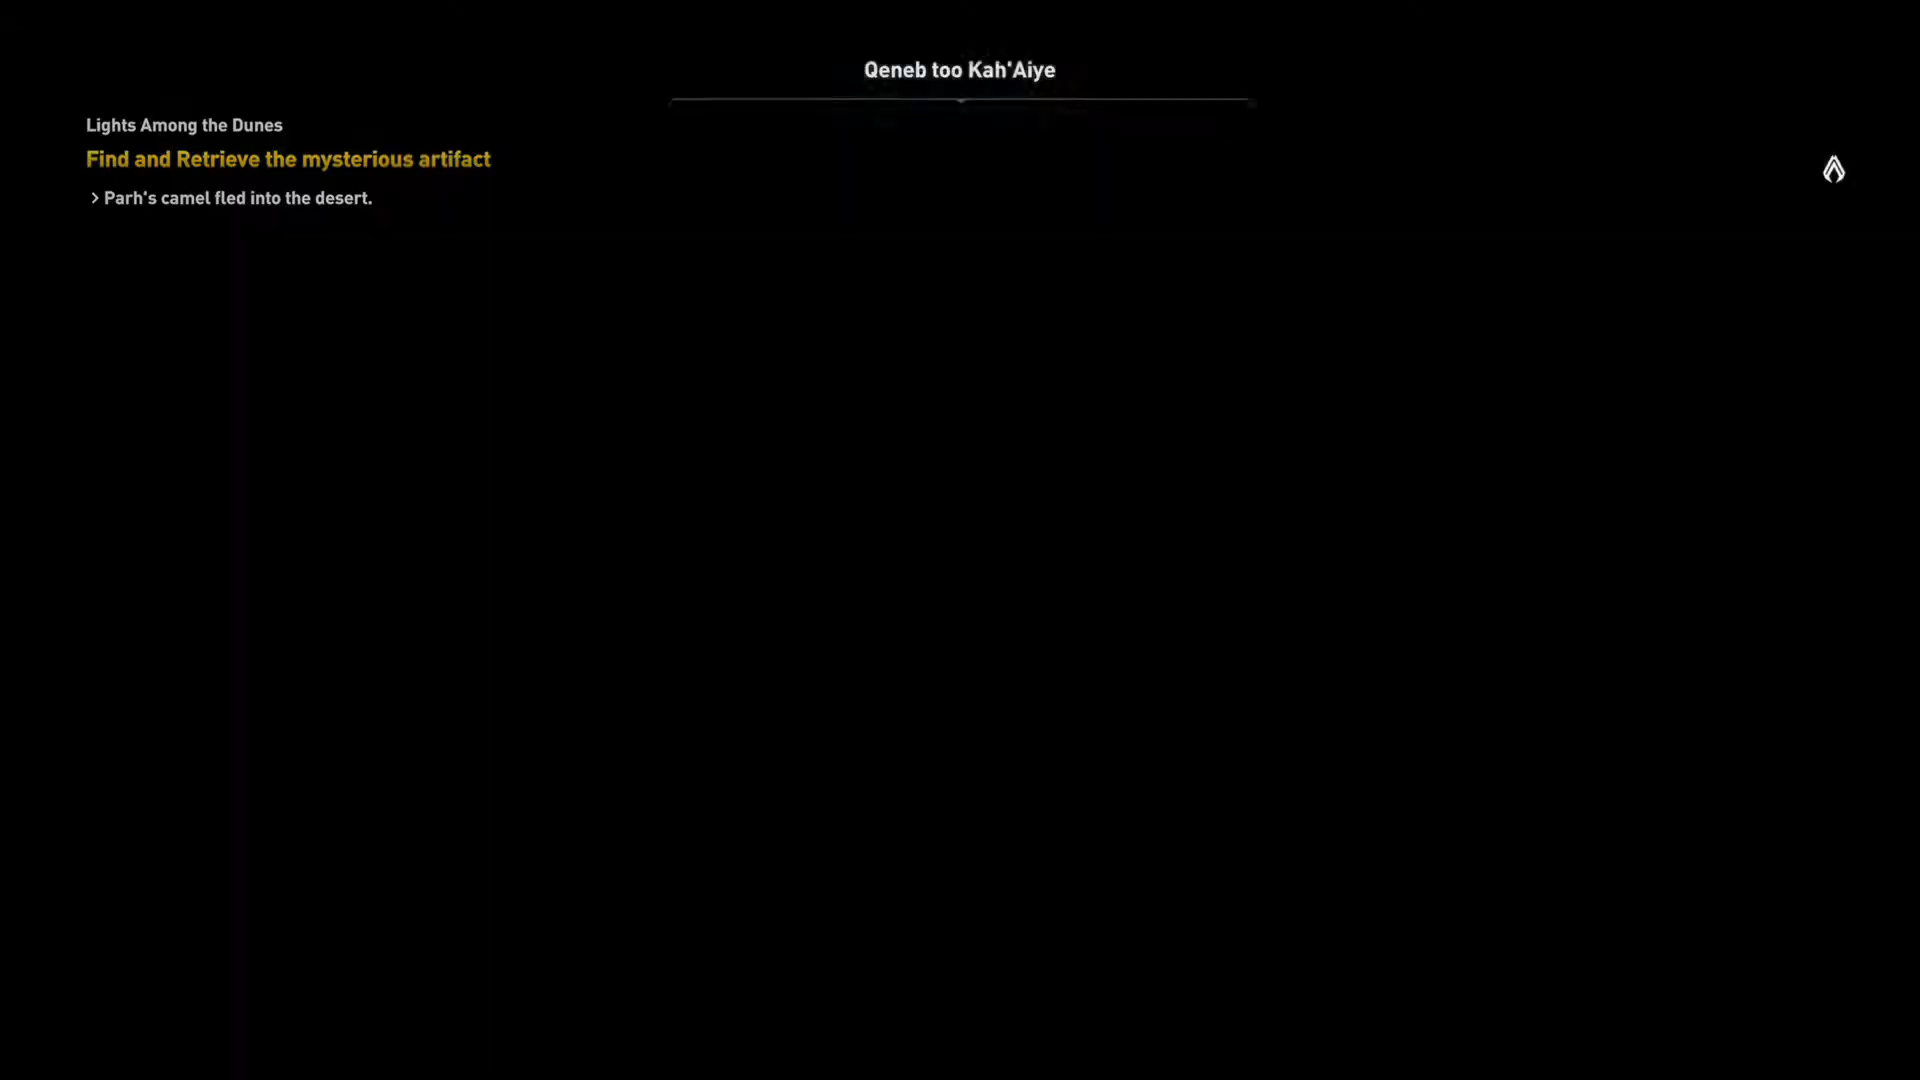 Qeneb too Kah'Aiye
Lights Among the Dunes
Find and Retrieve the mysterious artifact
> Parh's camel fled into the desert.